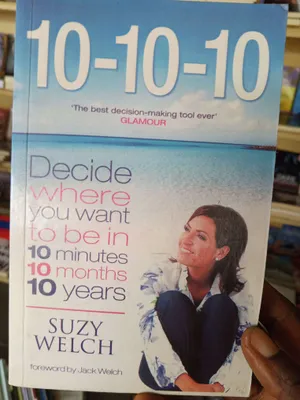 10-10-10
'The best decision-making tool ever'
GLAMOUR
Decide
where
you want
to be in
10 minutes
10 months
10 years
SUZY
WELCH
foreword by Jack Welch